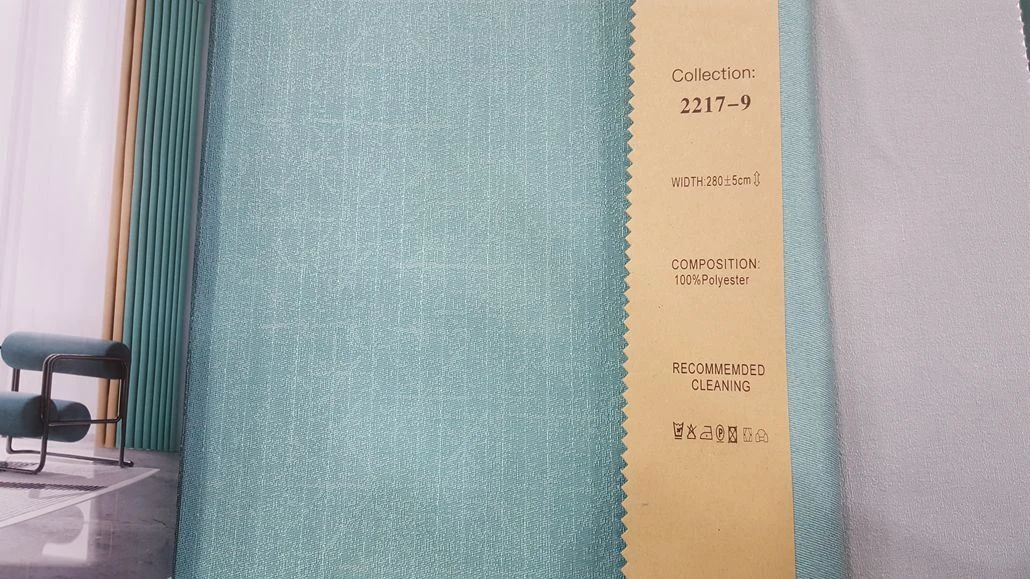 Collection:
2217-9
WIDTH:280±5cm⇕
COMPOSITION:
100%Polyester
RECOMMEMDED
CLEANING